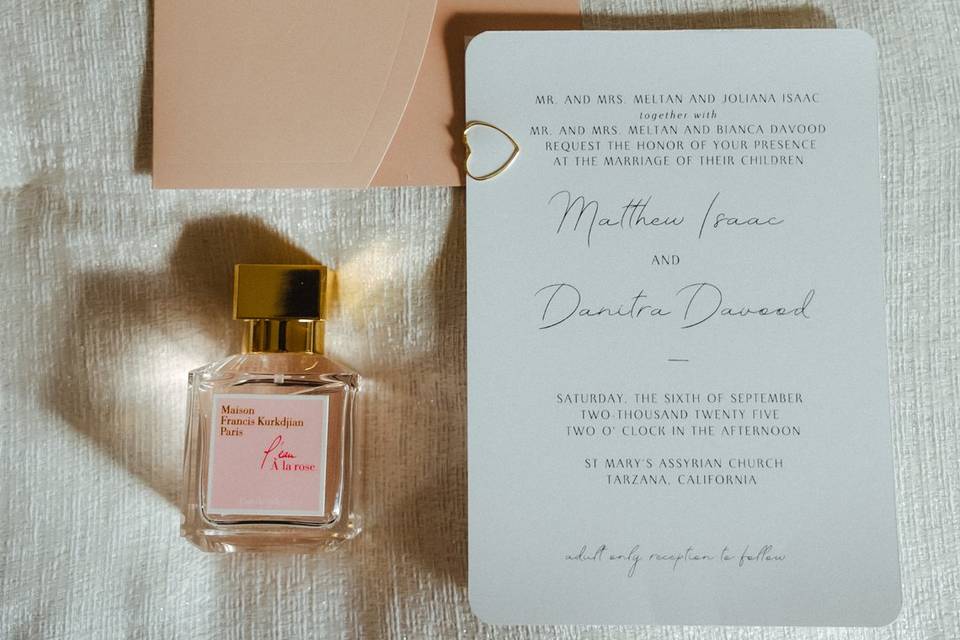 MR. AND MRS. MELTAN AND JOLIANA ISAAC
together with
MR. AND MRS. MELTAN AND BIANCA DAVOOD
REQUEST THE HONOR OF YOUR PRESENCE
AT THE MARRIAGE OF THEIR CHILDREN
Matthew Isaac
AND
Danitra Davood
—
SATURDAY, THE SIXTH OF SEPTEMBER
TWO-THOUSAND TWENTY FIVE
TWO O' CLOCK IN THE AFTERNOON
ST MARY'S ASSYRIAN CHURCH
TARZANA, CALIFORNIA
adult only reception to follow
Maison
Francis Kurkdjian
Paris
l'eau
À la rose